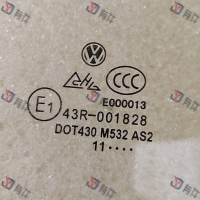 CCC
E000013
E1
43R-001828
DOT430 M532 AS2
11····